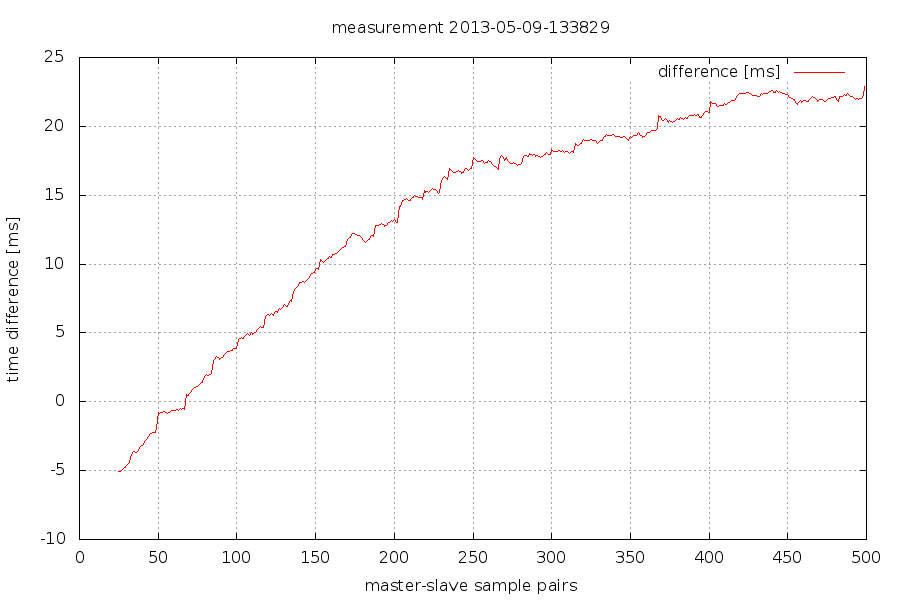 measurement 2013-05-09-133829
25
difference [ms]
20
15
10
5
0
-5
-10
time difference [ms]
0 50 100 150 200 250 300 350 400 450 500
master-slave sample pairs